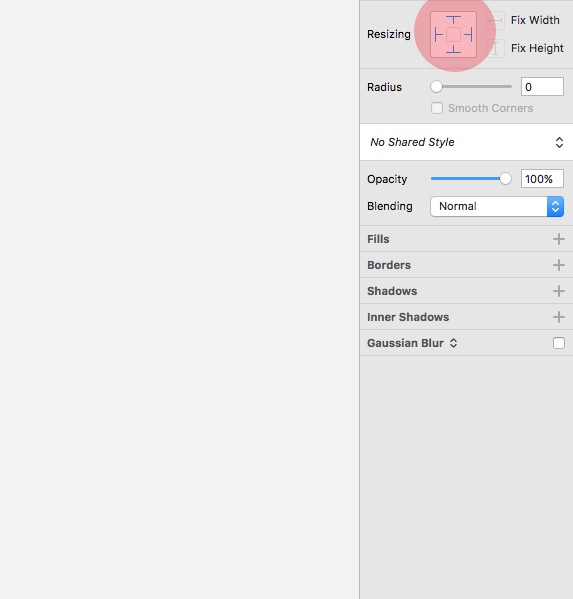 Resizing
Fix Width
Fix Height
Radius 0
Smooth Corners
No Shared Style
Opacity 100%
Blending Normal
Fills
Borders
Shadows
Inner Shadows
Gaussian Blur